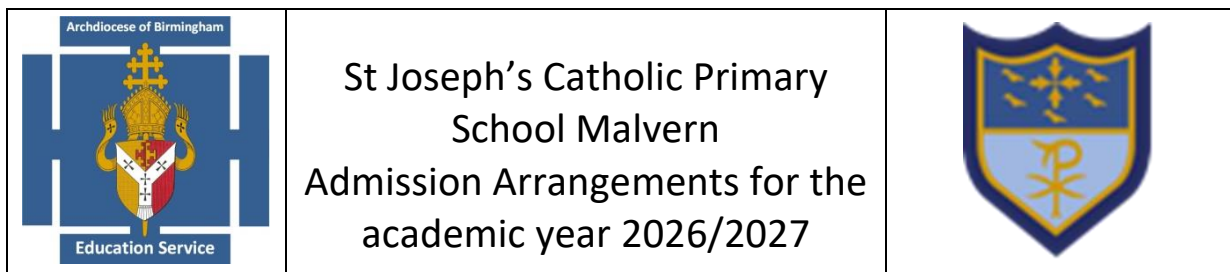 Archdiocese of Birmingham
Education Service
St Joseph’s Catholic Primary
School Malvern
Admission Arrangements for the
academic year 2026/2027